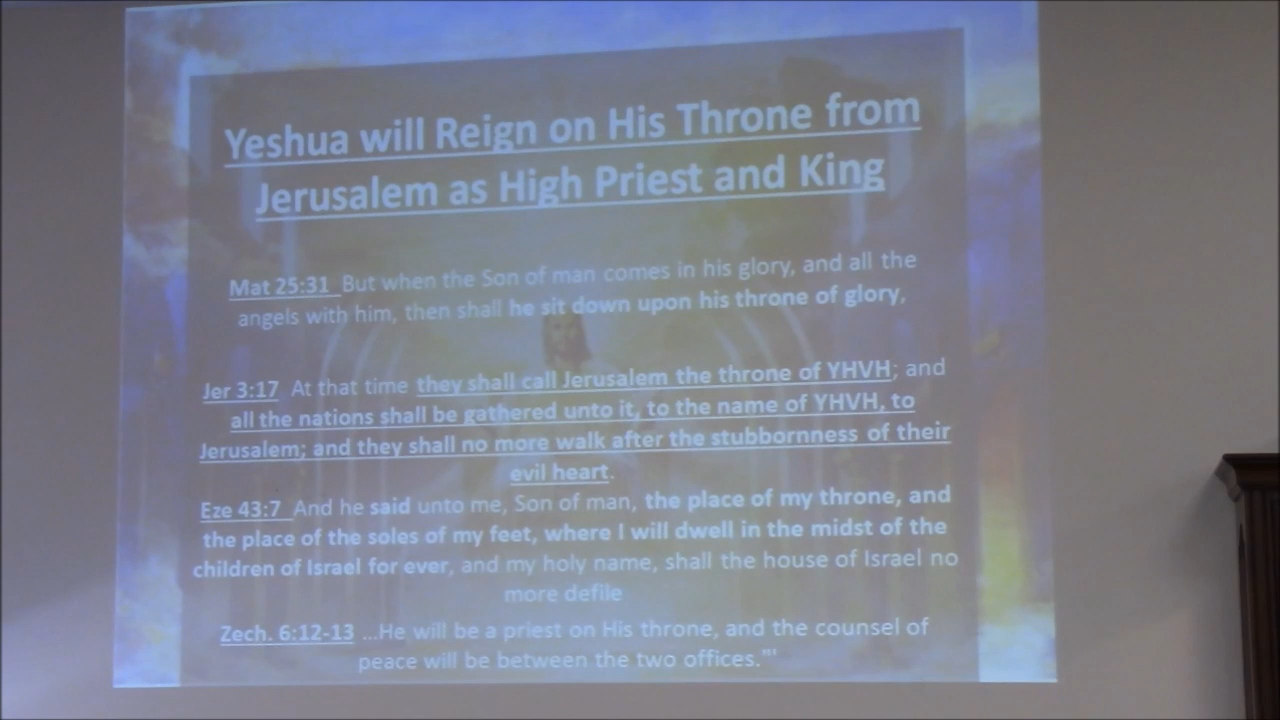 Yeshua will Reign on His Throne from
Jerusalem as High Priest and King
Mat 25:31 But when the Son of man comes in his glory, and all the
angels with him, then shall he sit down upon his throne of glory,
Jer 3:17 At that time they shall call Jerusalem the throne of YHVH; and
all the nations shall be gathered unto it, to the name of YHVH, to
Jerusalem; and they shall no more walk after the stubbornness of their
evil heart.
Eze 43:7 And he said unto me, Son of man, the place of my throne, and
the place of the soles of my feet, where I will dwell in the midst of the
children of Israel for ever, and my holy name, shall the house of Israel no
more defile
Zech. 6:12-13 ...He will be a priest on His throne, and the counsel of
peace will be between the two offices."'